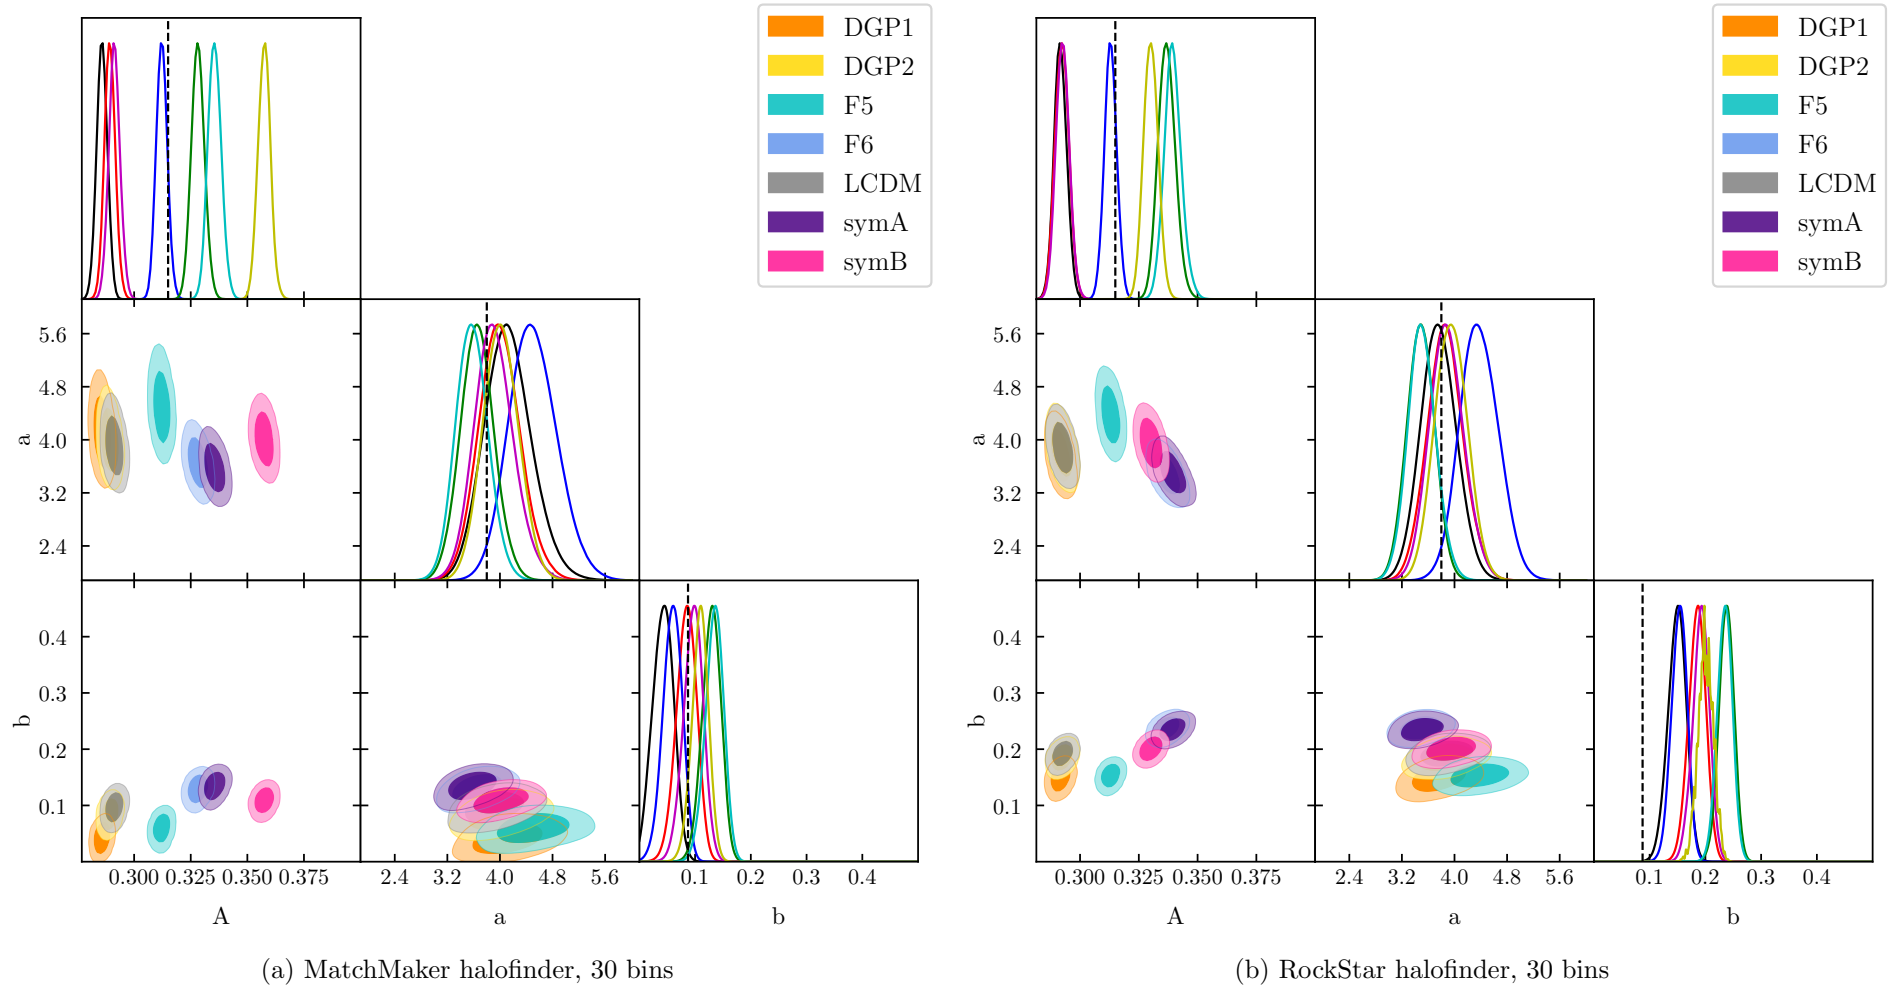 DGP1
DGP2
F5
F6
LCDM
symA
symB
5.6
4.8
4.0
3.2
2.4
a
0.4
0.3
0.2
0.1
b
0.300 0.325 0.350 0.375
A
2.4 3.2 4.0 4.8 5.6
a
0.1 0.2 0.3 0.4
b
(a) MatchMaker halofinder, 30 bins
DGP1
DGP2
F5
F6
LCDM
symA
symB
5.6
4.8
4.0
3.2
2.4
a
0.4
0.3
0.2
0.1
b
0.300 0.325 0.350 0.375
A
2.4 3.2 4.0 4.8 5.6
a
0.1 0.2 0.3 0.4
b
(b) RockStar halofinder, 30 bins